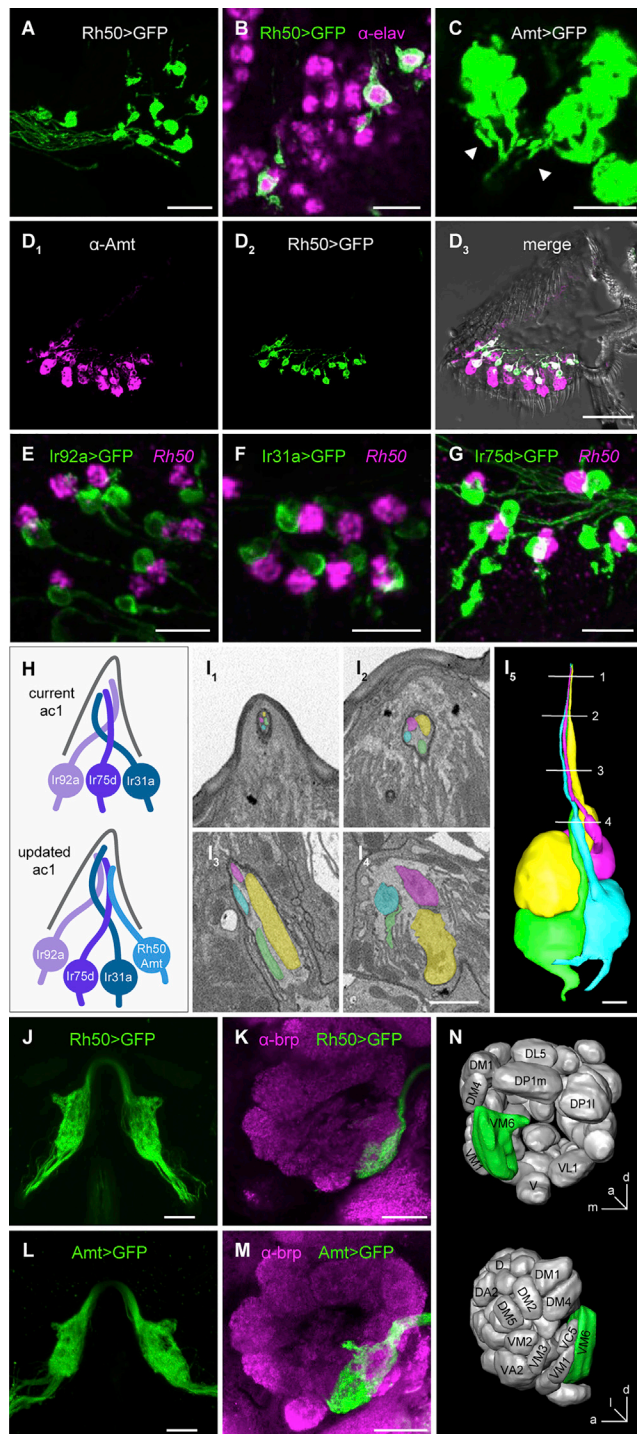 A Rh50>GFP
B Rh50>GFP α-elav
C Amt>GFP
D1 α-Amt
D2 Rh50>GFP
D3 merge
E Ir92a>GFP Rh50
F Ir31a>GFP Rh50
G Ir75d>GFP Rh50
H
current
ac1
Ir92a Ir75d Ir31a
updated
ac1
Ir92a Ir75d Ir31a Rh50
Amt
I1
I2
I3
I4
I5
1
2
3
4
J Rh50>GFP
K α-brp Rh50>GFP
L Amt>GFP
M α-brp Amt>GFP
N
DL5
DM1
DP1m
DM4
DP1l
VM6
VM1
VL1
V
d
a
m
D
DM1
DA2
DM2
DM4
DM5
VC5
VM6
VM2
VM3
VM1
VA2
d
l
a